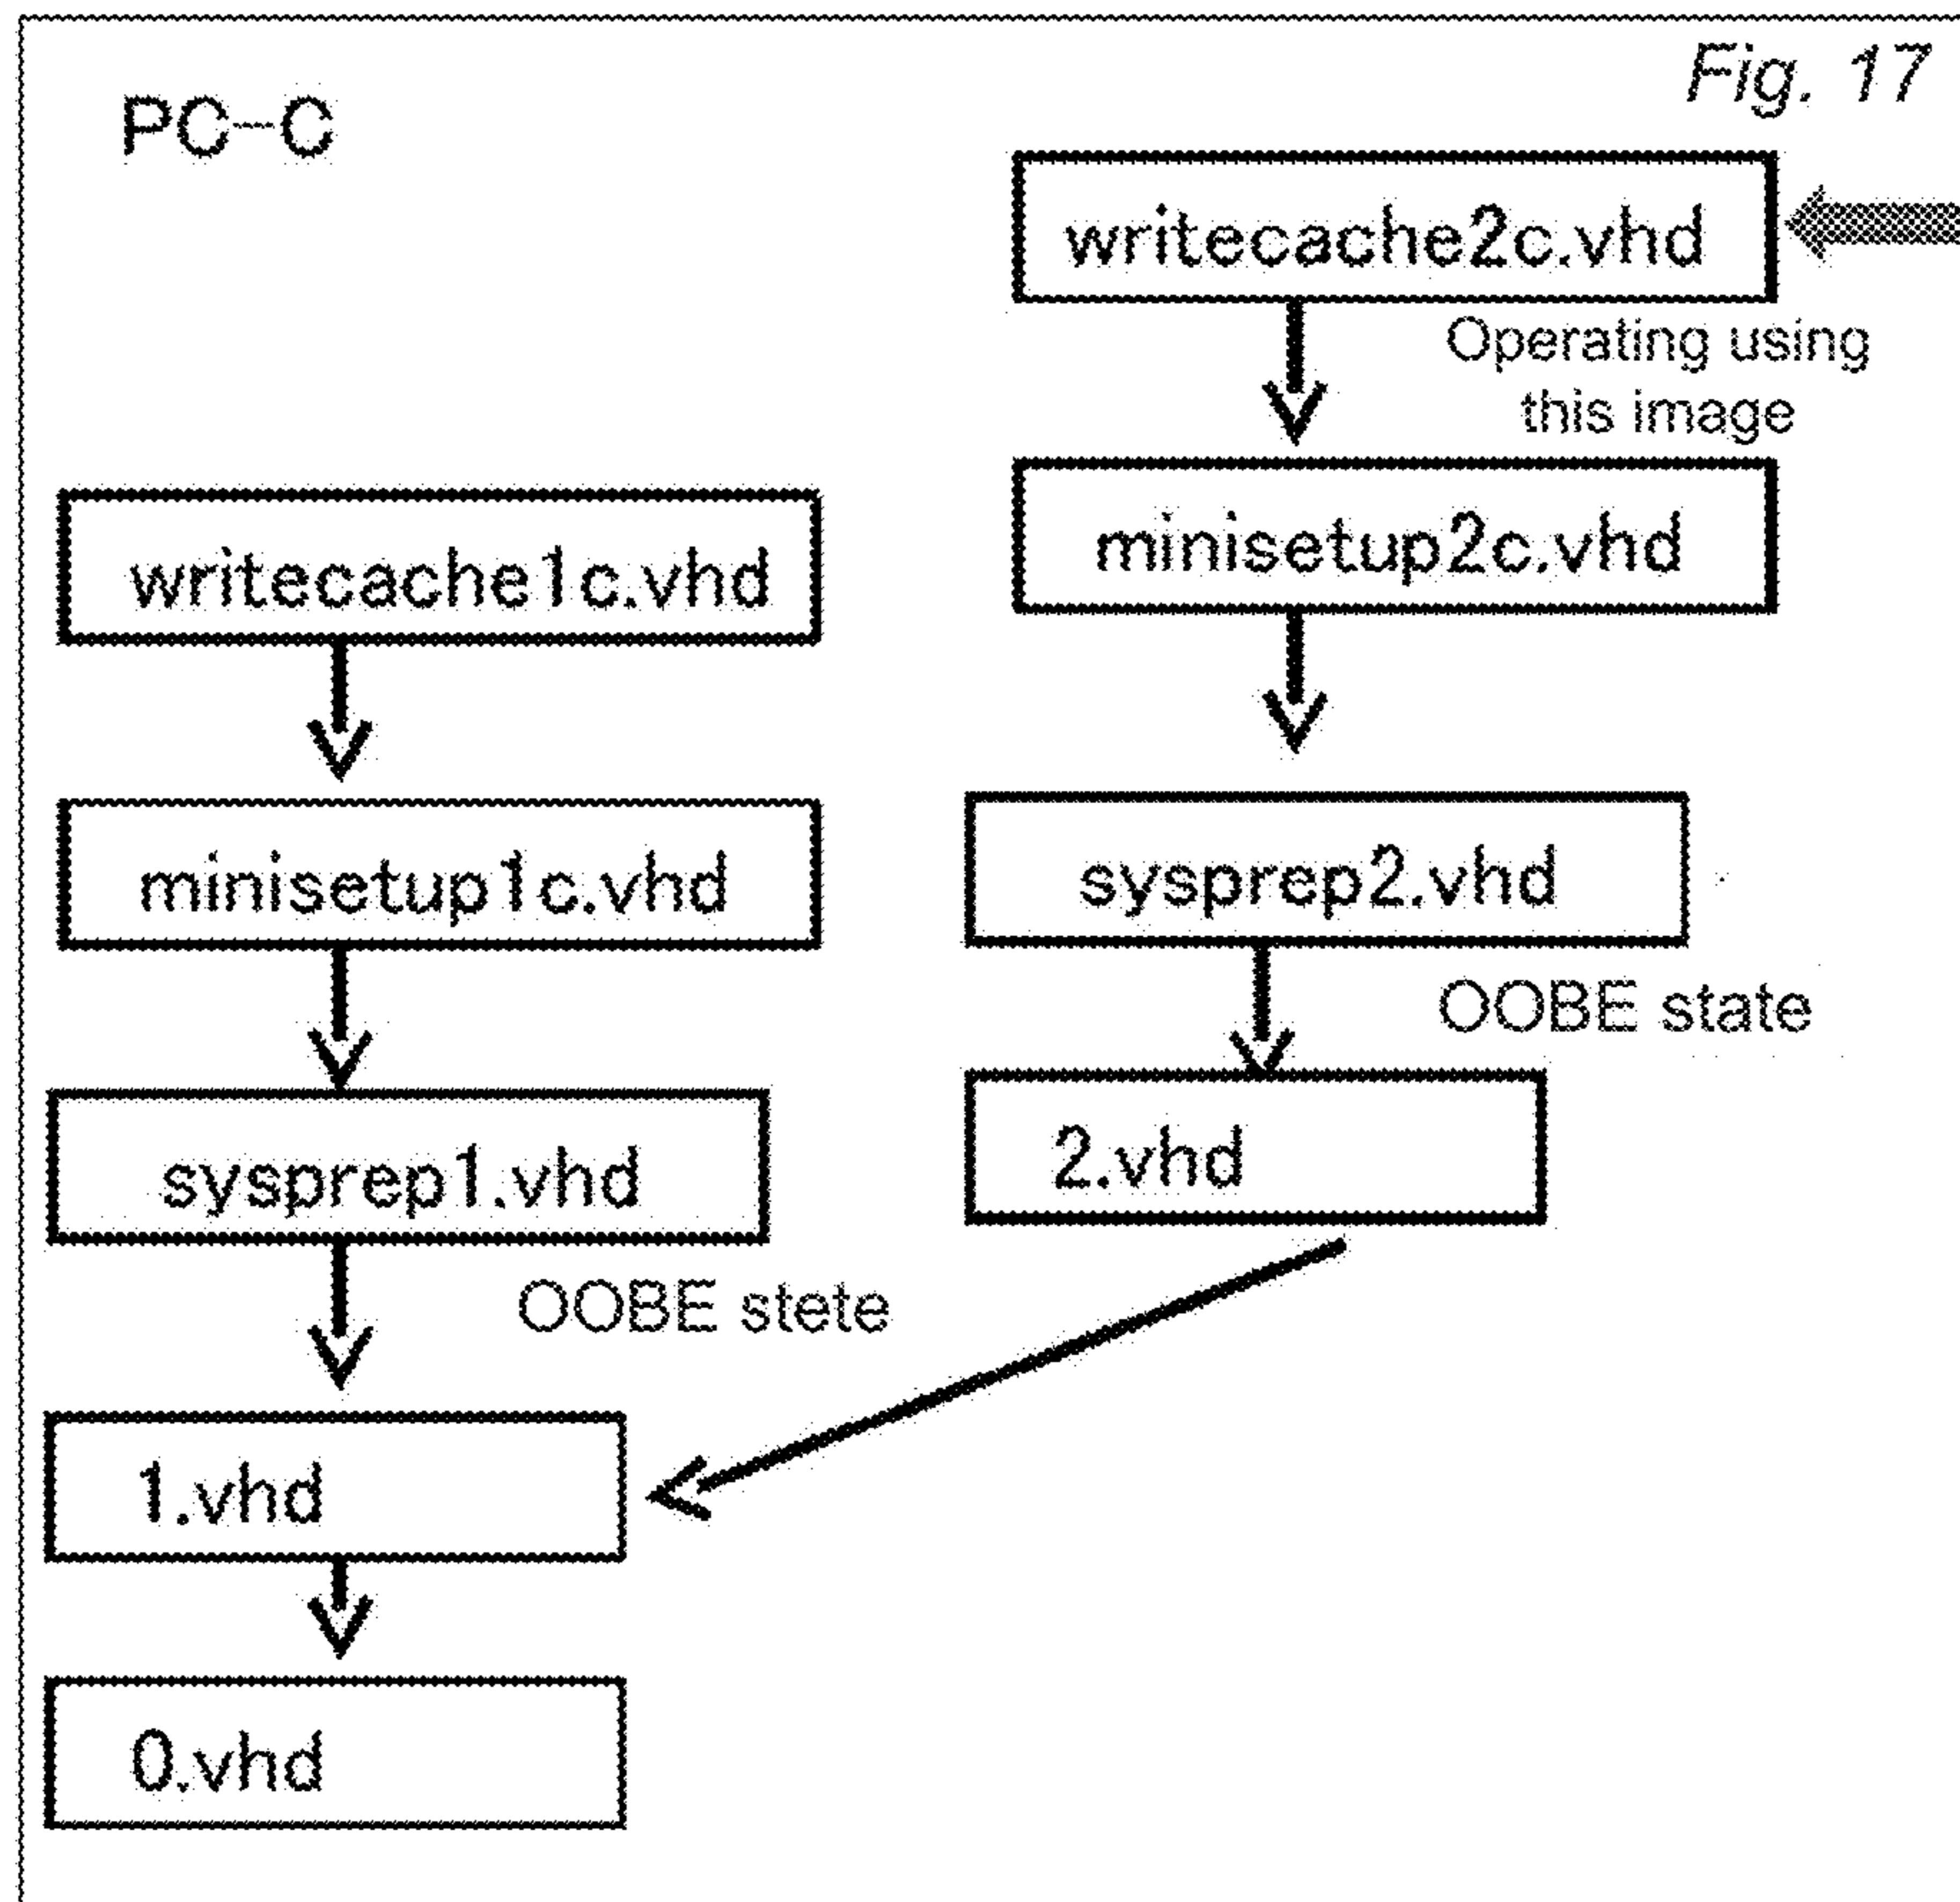 Fig. 17
PC-C
writecache2c.vhd
Operating using
this image
minisetup2c.vhd
writecache1c.vhd
minisetup1c.vhd
sysprep2.vhd
OOBE state
2.vhd
sysprep1.vhd
OOBE stete
1.vhd
0.vhd